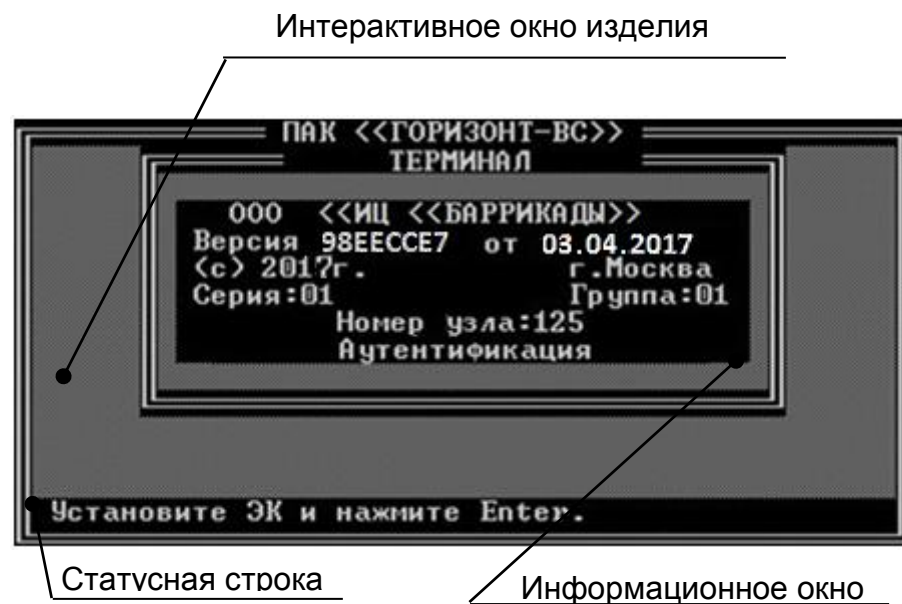 Интерактивное окно изделия
ПАК <<ГОРИЗОНТ-ВС>>
ТЕРМИНАЛ
ООО <<ИЦ <<БАРРИКАДЫ>>
Версия 98EECCE7 от 03.04.2017
(c) 2017г. г.Москва
Серия:01 Группа:01
Номер узла:125
Аутентификация
Установите ЭК и нажмите Enter.
Статусная строка
Информационное окно